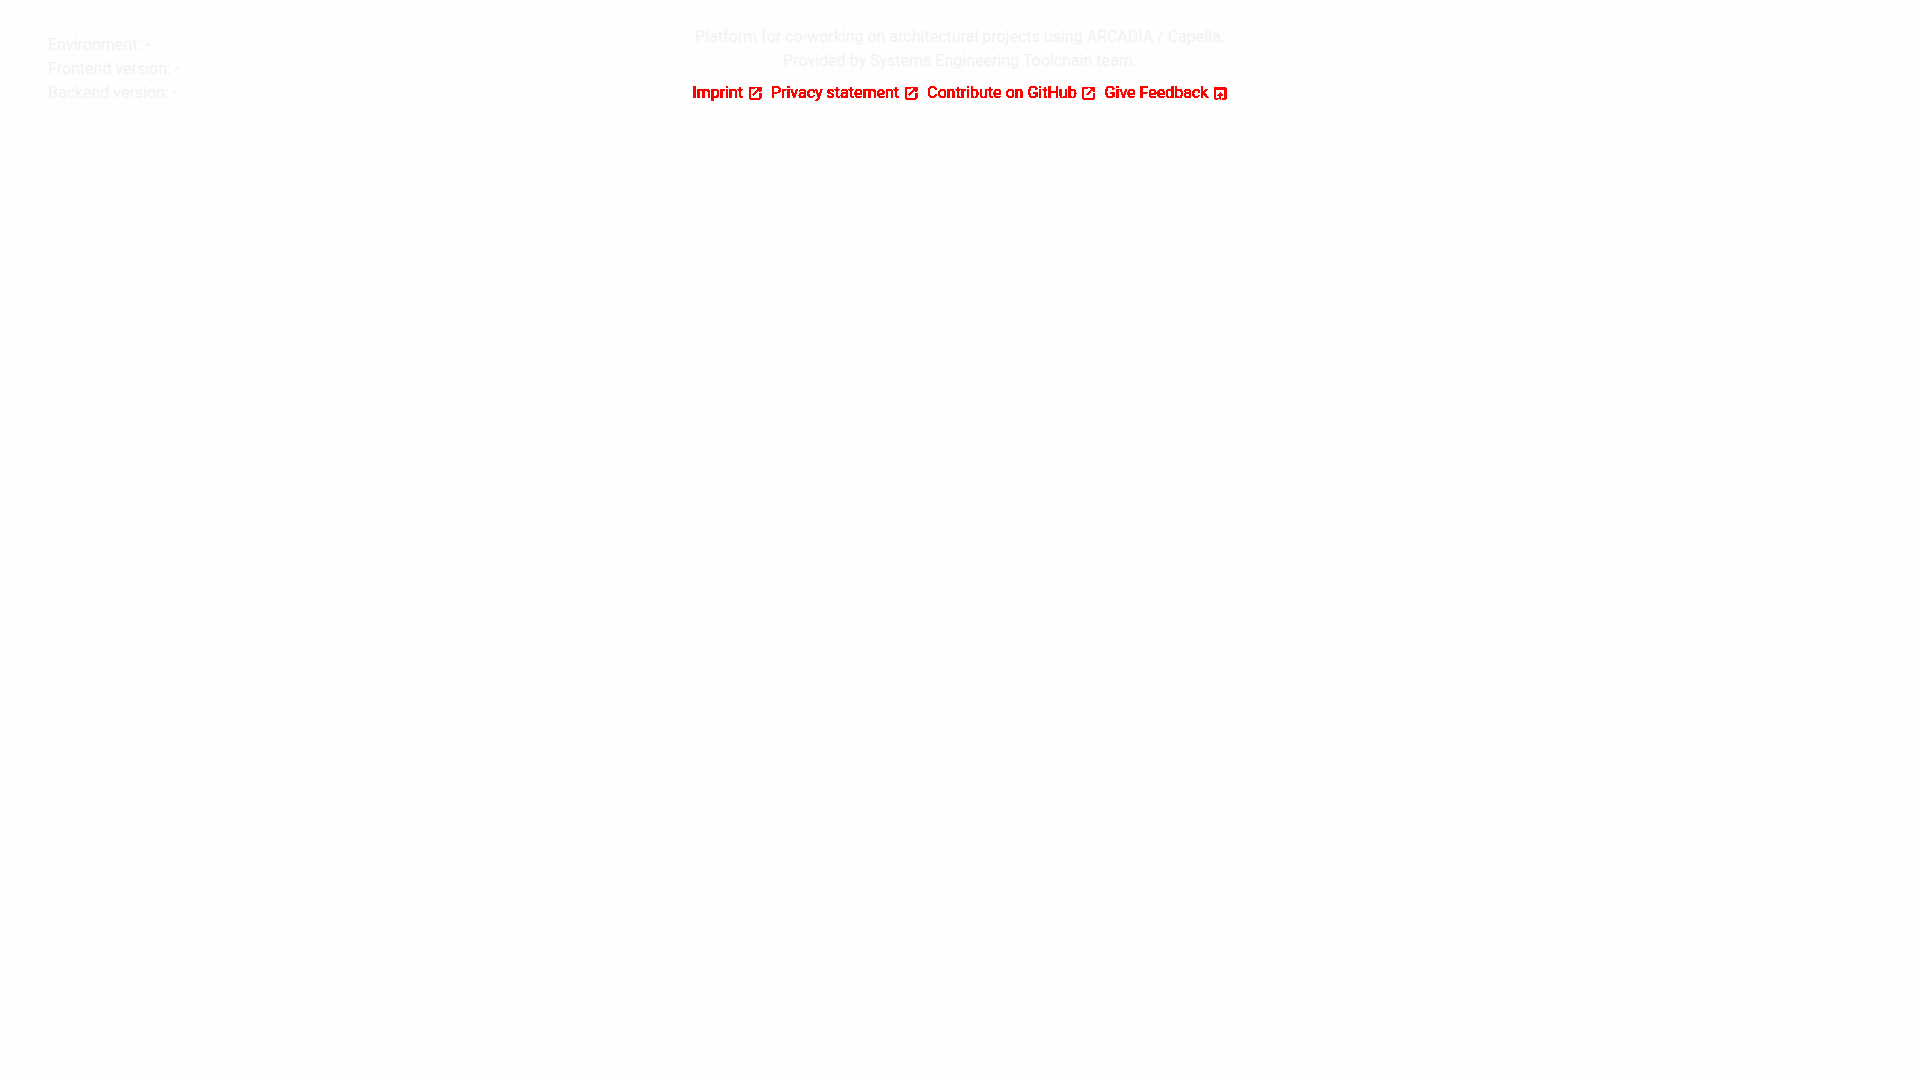 Environment: -
Frontend version: -
Backend version: -
Platform for co-working on architectural projects using ARCADIA / Capella.
Provided by Systems Engineering Toolchain team.
Imprint Privacy statement Contribute on GitHub Give Feedback